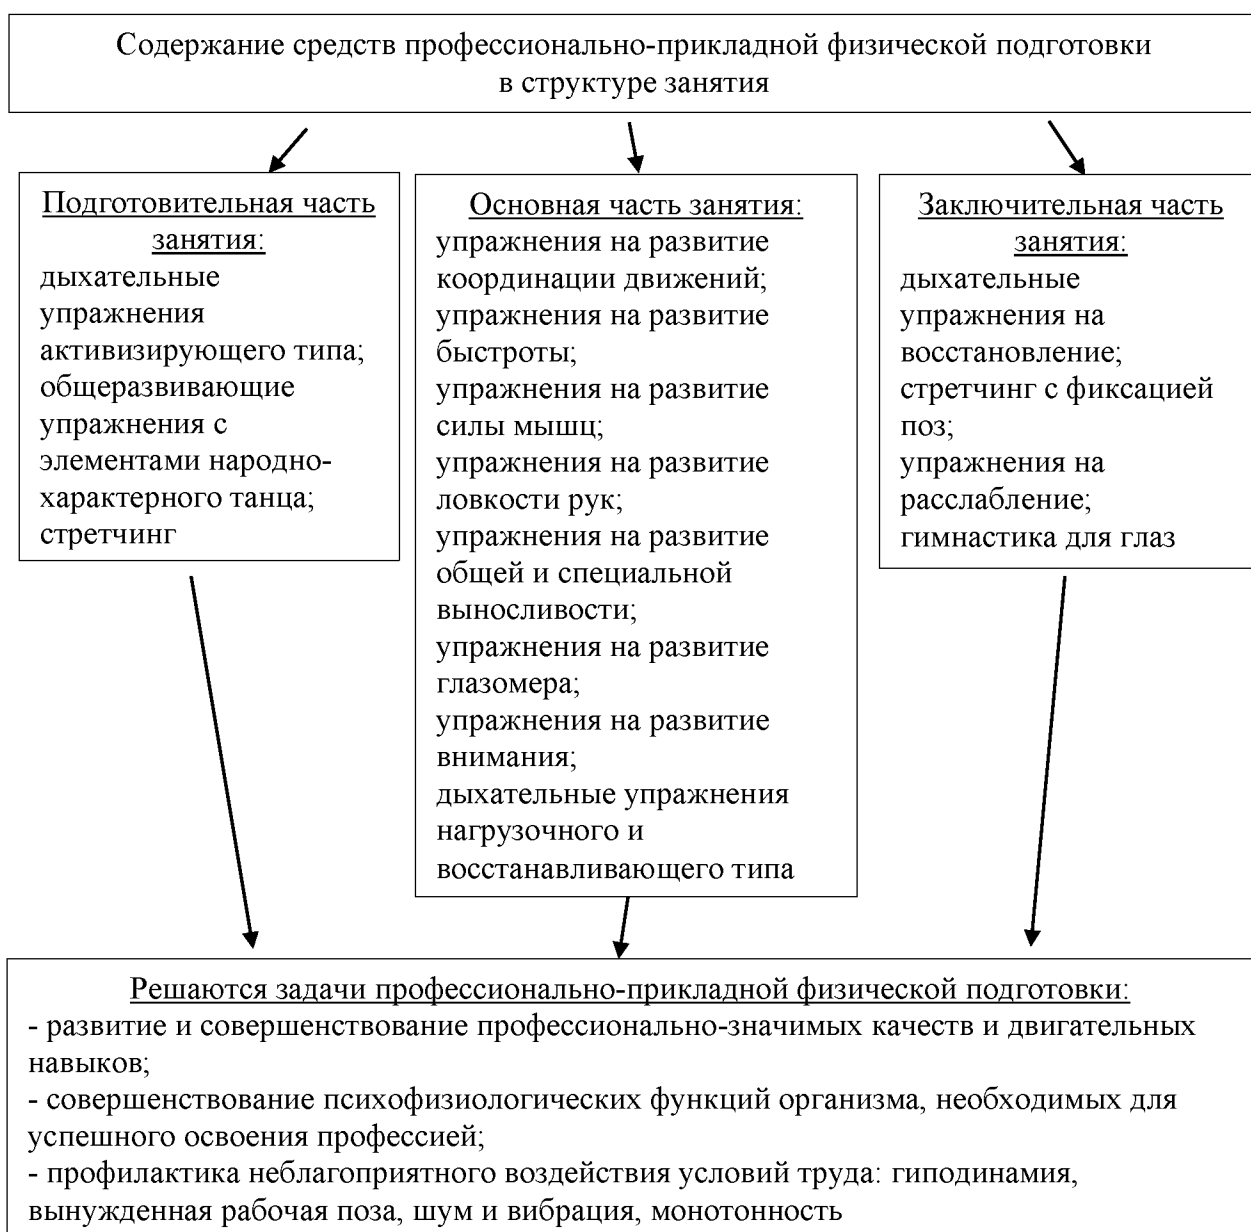 Содержание средств профессионально-прикладной физической подготовки
в структуре занятия
Подготовительная часть
занятия:
дыхательные
упражнения
активизирующего типа;
общеразвивающие
упражнения с
элементами народно-
характерного танца;
стретчинг
Основная часть занятия:
упражнения на развитие
координации движений;
упражнения на развитие
быстроты;
упражнения на развитие
силы мышц;
упражнения на развитие
ловкости рук;
упражнения на развитие
общей и специальной
выносливости;
упражнения на развитие
глазомера;
упражнения на развитие
внимания;
дыхательные упражнения
нагрузочного и
восстанавливающего типа
Заключительная часть
занятия:
дыхательные
упражнения на
восстановление;
стретчинг с фиксацией
поз;
упражнения на
расслабление;
гимнастика для глаз
Решаются задачи профессионально-прикладной физической подготовки:
- развитие и совершенствование профессионально-значимых качеств и двигательных
навыков;
- совершенствование психофизиологических функций организма, необходимых для
успешного освоения профессией;
- профилактика неблагоприятного воздействия условий труда: гиподинамия,
вынужденная рабочая поза, шум и вибрация, монотонность